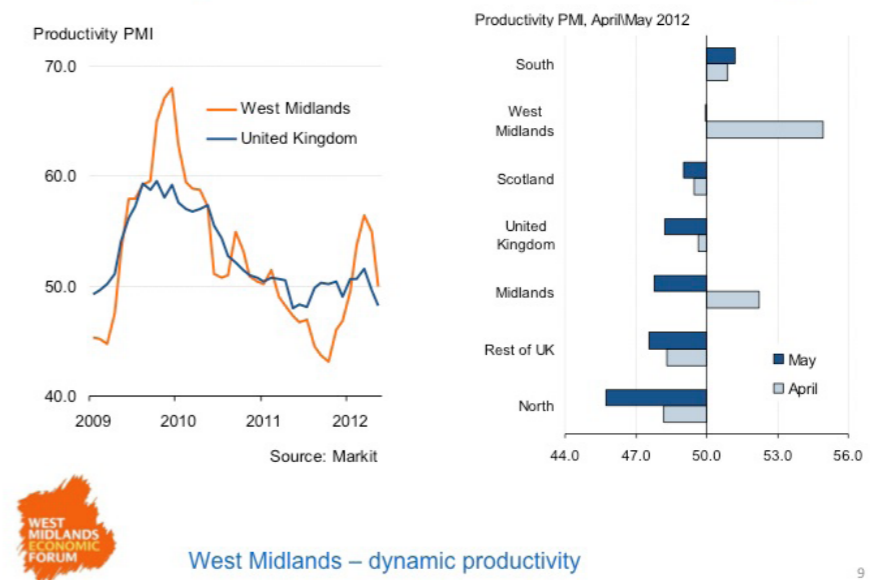 Productivity PMI
70.0
60.0
50.0
40.0
West Midlands
United Kingdom
2009
2010
2011
2012
Source: Markit
Productivity PMI, April\May 2012
South
West
Midlands
Scotland
United
Kingdom
Midlands
Rest of UK
North
May
April
44.0
47.0
50.0
53.0
56.0
WEST
MIDLANDS
ECONOMIC
FORUM
West Midlands – dynamic productivity
9